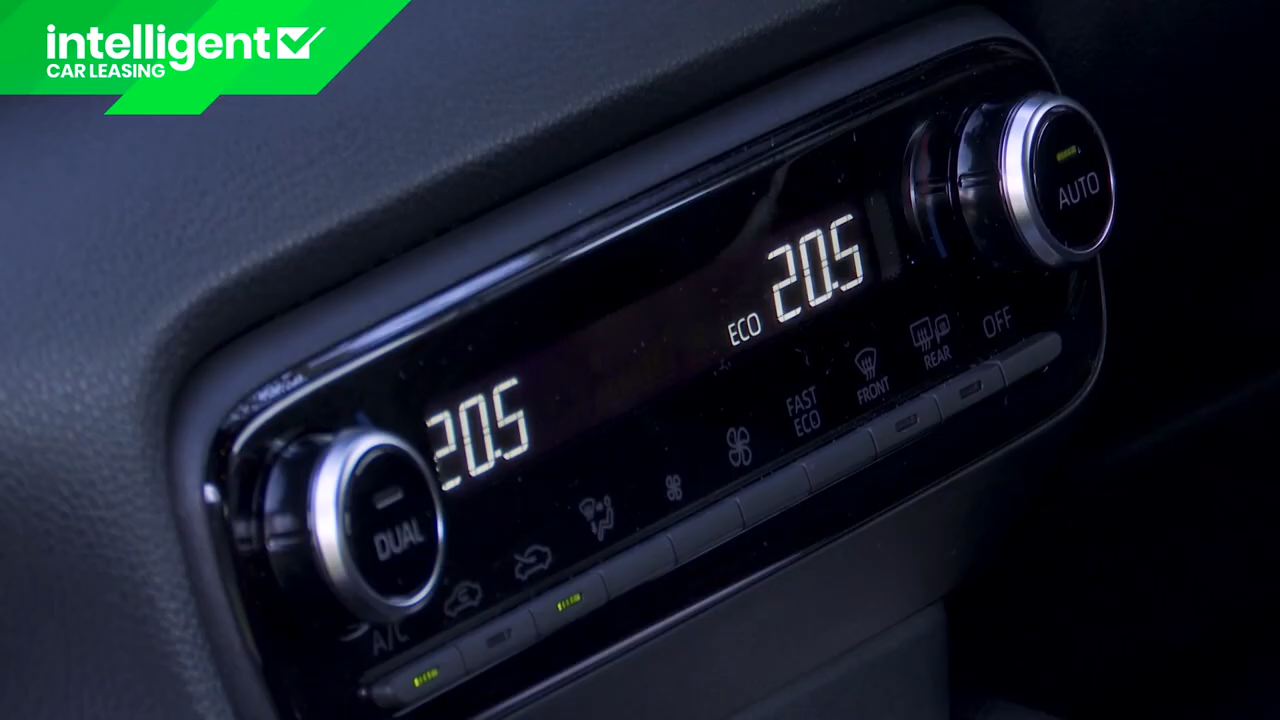 intelligent
CAR LEASING
AUTO
20.5
ECO
20.5
OFF
REAR
FRONT
FAST
ECO
DUAL
A/C